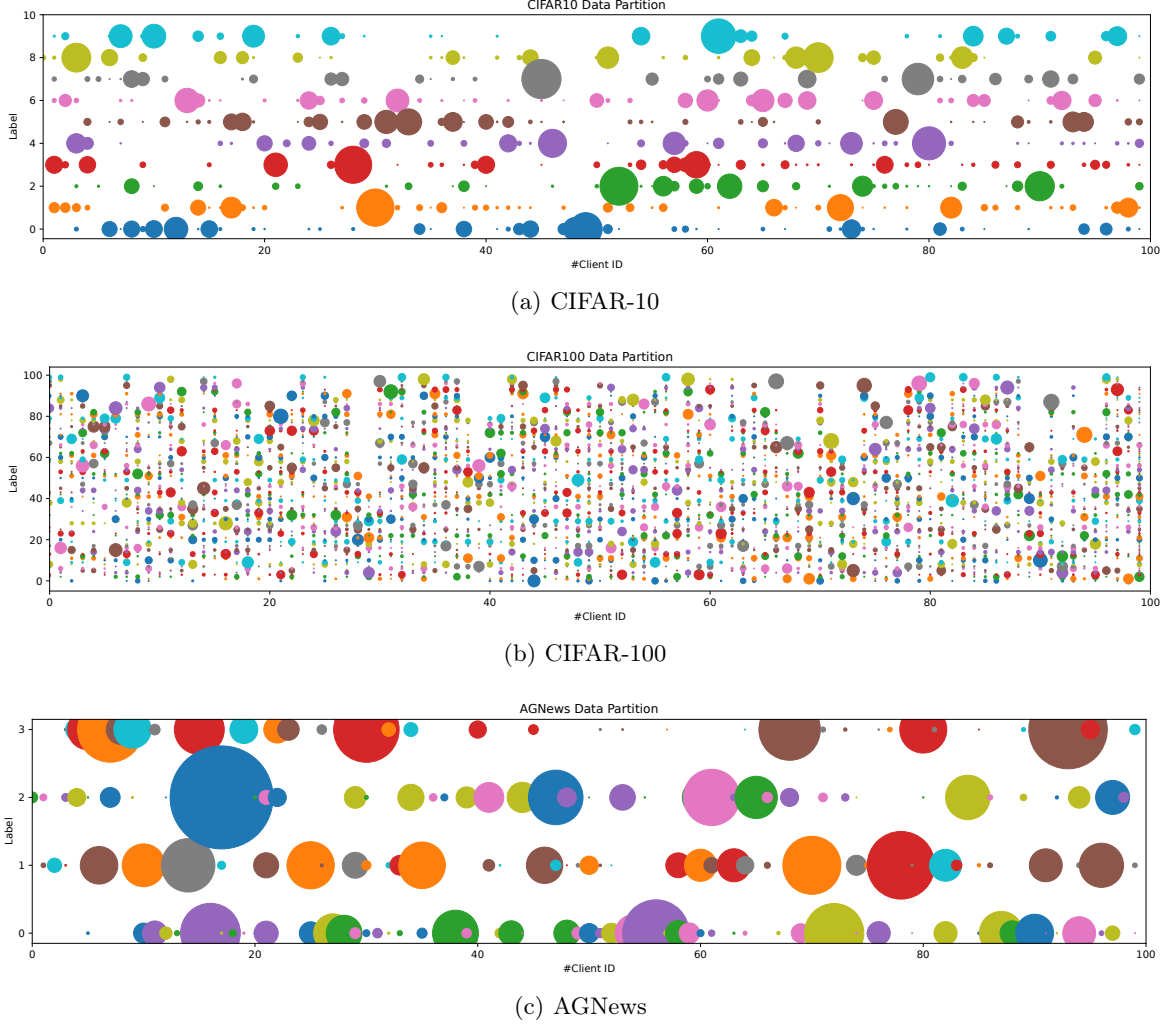 CIFAR10 Data Partition
10
8
6
4
2
0
Label
0 20 40 60 80 100
#Client ID
(a) CIFAR-10
CIFAR100 Data Partition
100
80
60
40
20
0
Label
0 20 40 60 80 100
#Client ID
(b) CIFAR-100
AGNews Data Partition
3
2
1
0
Label
0 20 40 60 80 100
#Client ID
(c) AGNews